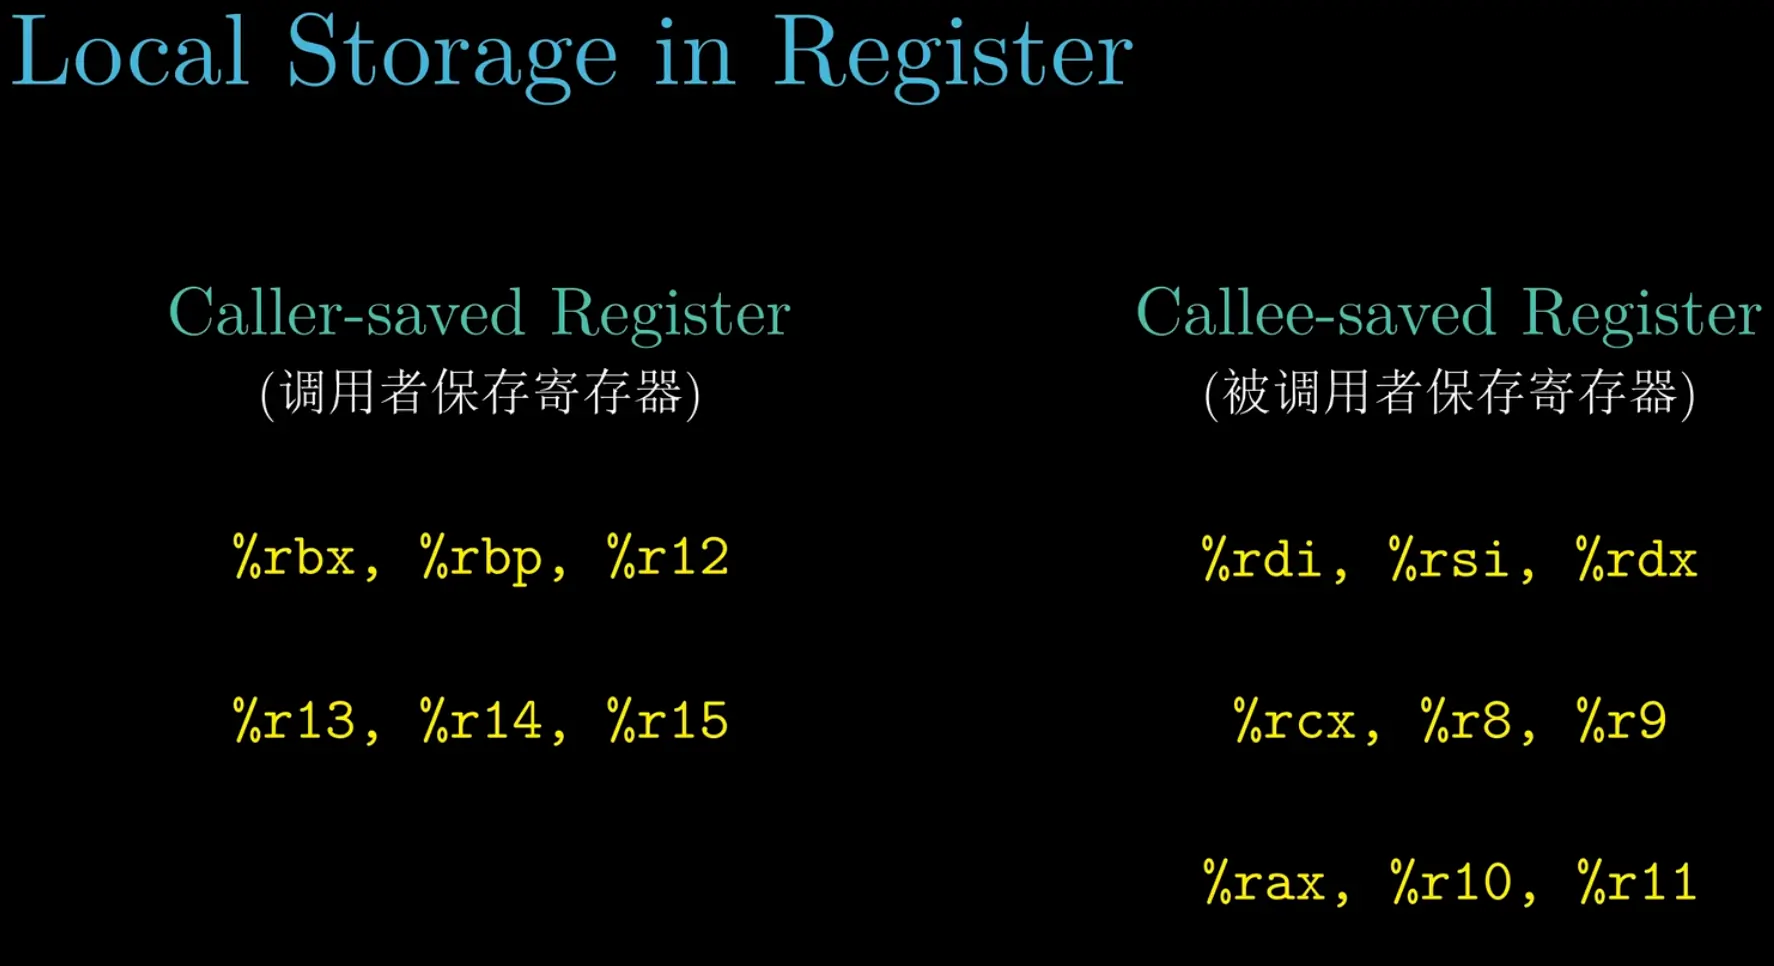 Local Storage in Register
Caller-saved Register
(调用者保存寄存器)
%rbx, %rbp, %r12
%r13, %r14, %r15
Callee-saved Register
(被调用者保存寄存器)
%rdi, %rsi, %rdx
%rcx, %r8, %r9
%rax, %r10, %r11